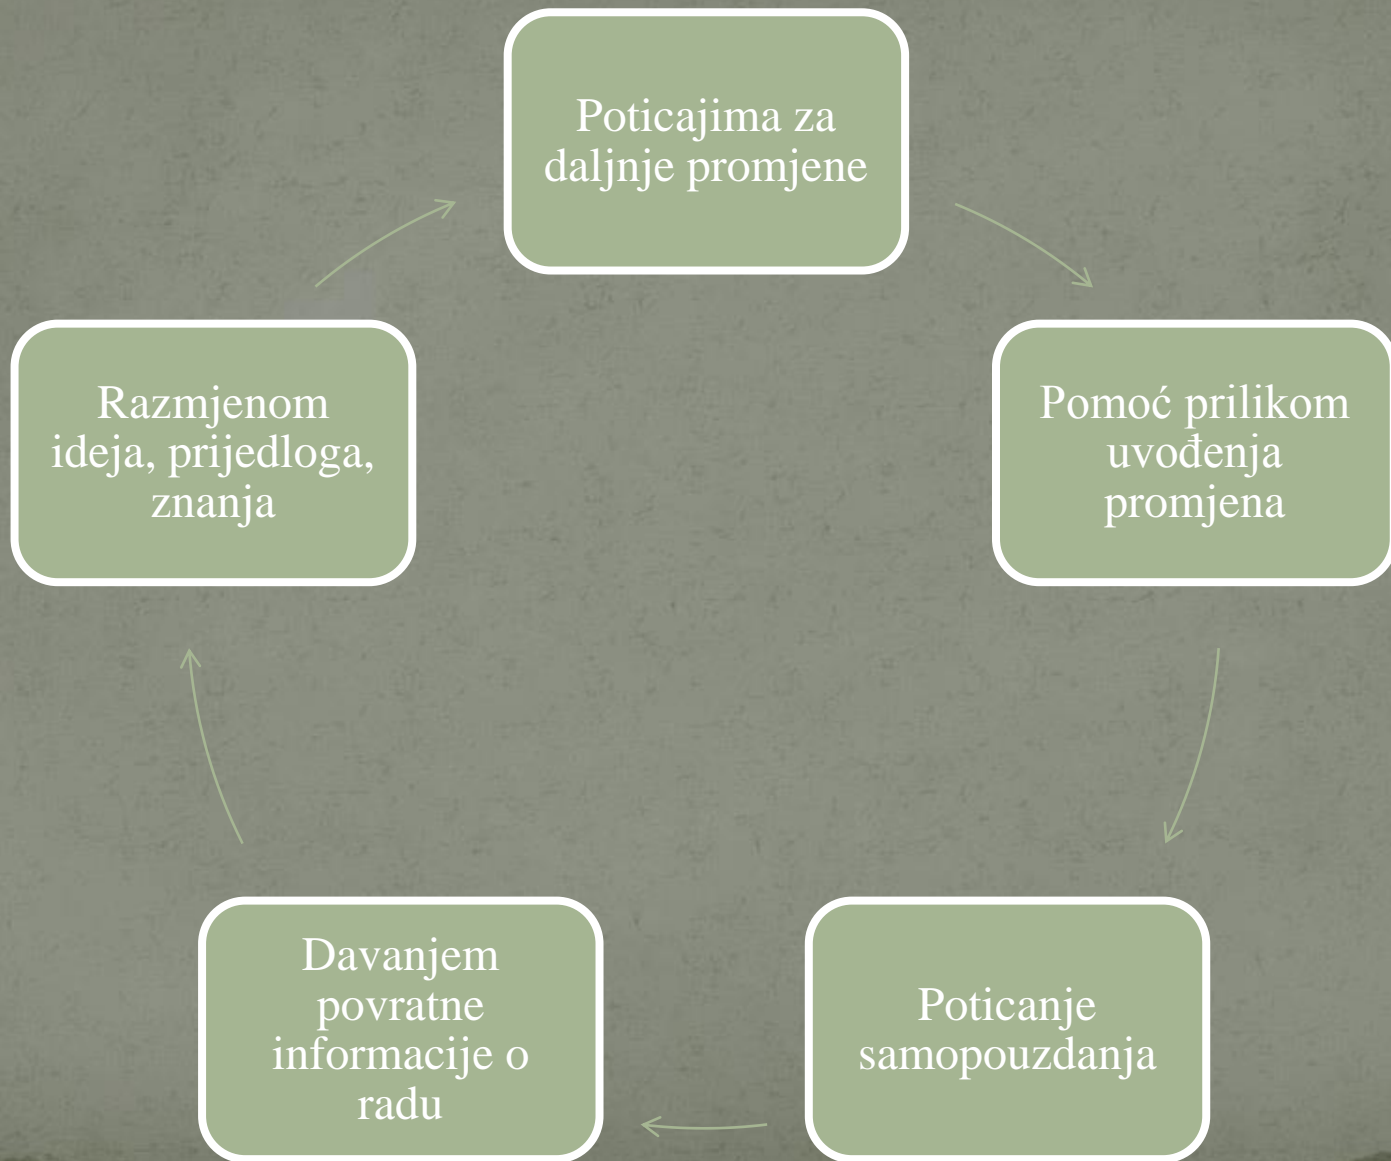 Poticajima za
daljnje promjene
Razmjenom
ideja, prijedloga,
znanja
Pomoć prilikom
uvođenja
promjena
Davanjem
povratne
informacije o
radu
Poticanje
samopouzdanja